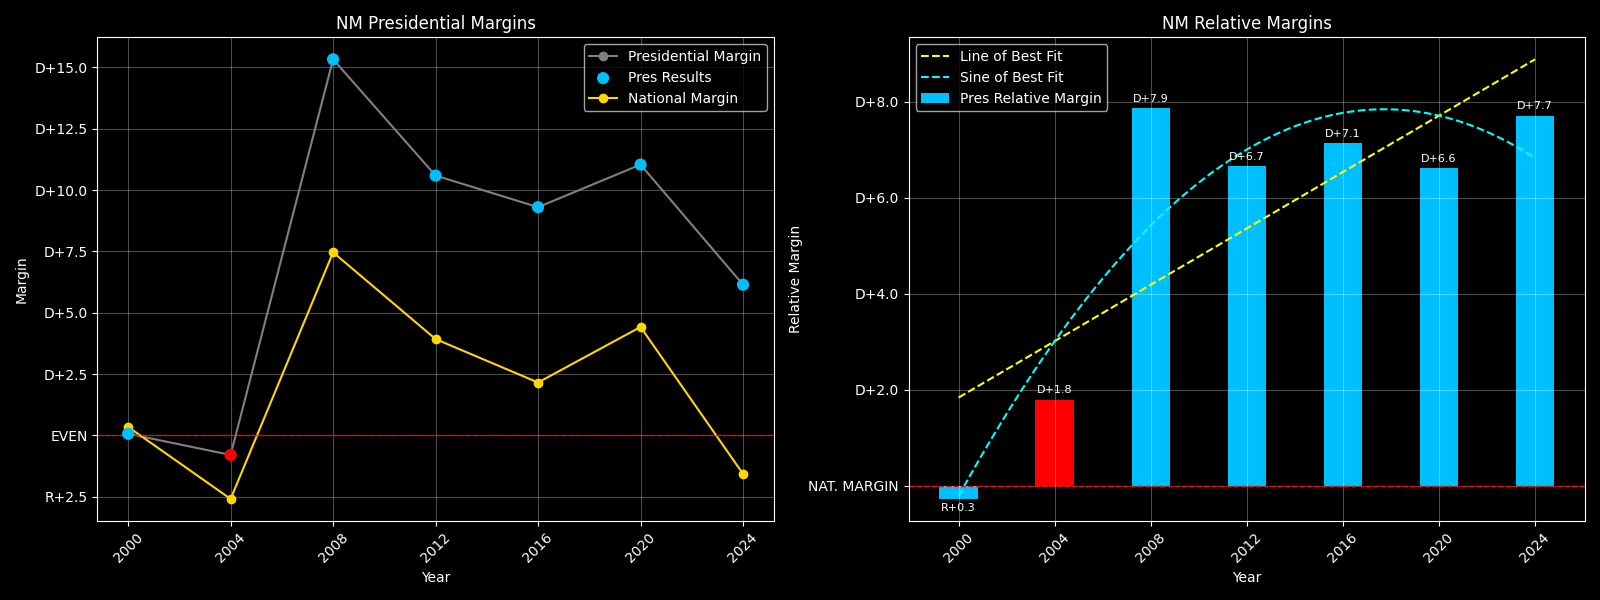 NM Presidential Margins
Presidential Margin
Pres Results
National Margin
D+15.0
D+12.5
D+10.0
D+7.5
D+5.0
D+2.5
EVEN
R+2.5
Margin
2000
2004
2008
2012
2016
2020
2024
Year
NM Relative Margins
Line of Best Fit
Sine of Best Fit
Pres Relative Margin
D+8.0
D+6.0
D+4.0
D+2.0
NAT. MARGIN
Relative Margin
R+0.3
D+1.8
D+7.9
D+6.7
D+7.1
D+6.6
D+7.7
2000
2004
2008
2012
2016
2020
2024
Year